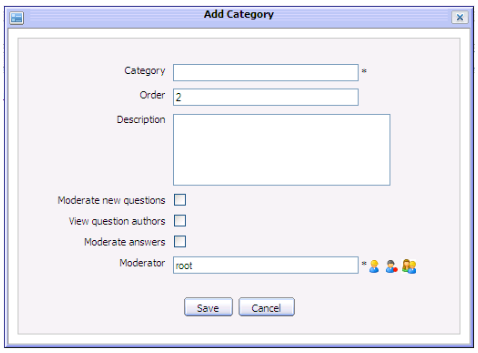 Add Category
Category *
Order 2
Description
Moderate new questions
View question authors
Moderate answers
Moderator root *
Save Cancel